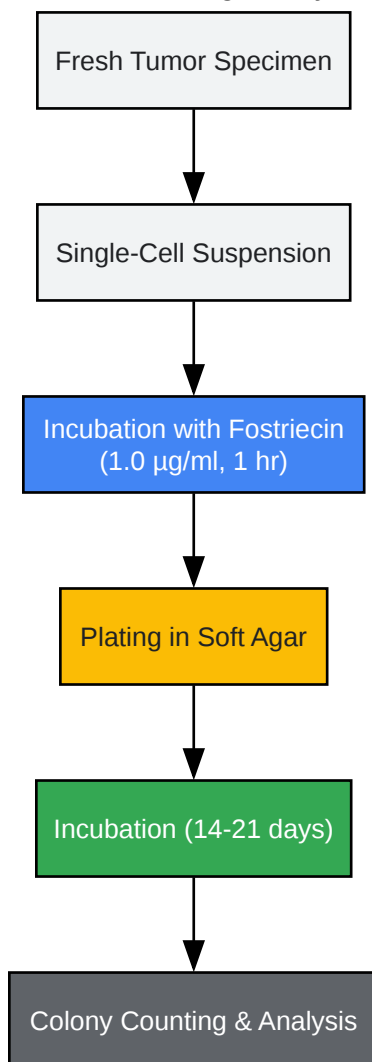 Fresh Tumor Specimen
Single-Cell Suspension
Incubation with Fostriecin
(1.0 µg/ml, 1 hr)
Plating in Soft Agar
Incubation (14-21 days)
Colony Counting & Analysis